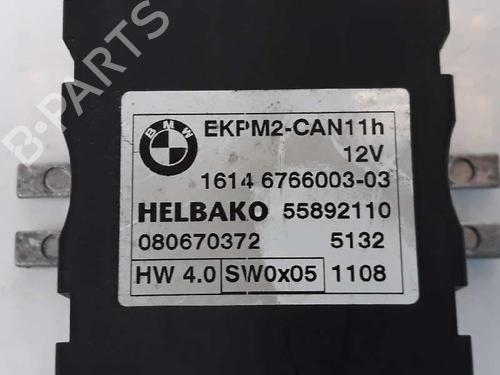 B-PARTS
BMW
EKPM2-CAN11h
12V
1614 6766003-03
HELBAKO 55892110
080670372 5132
HW 4.0 SW0x05 1108